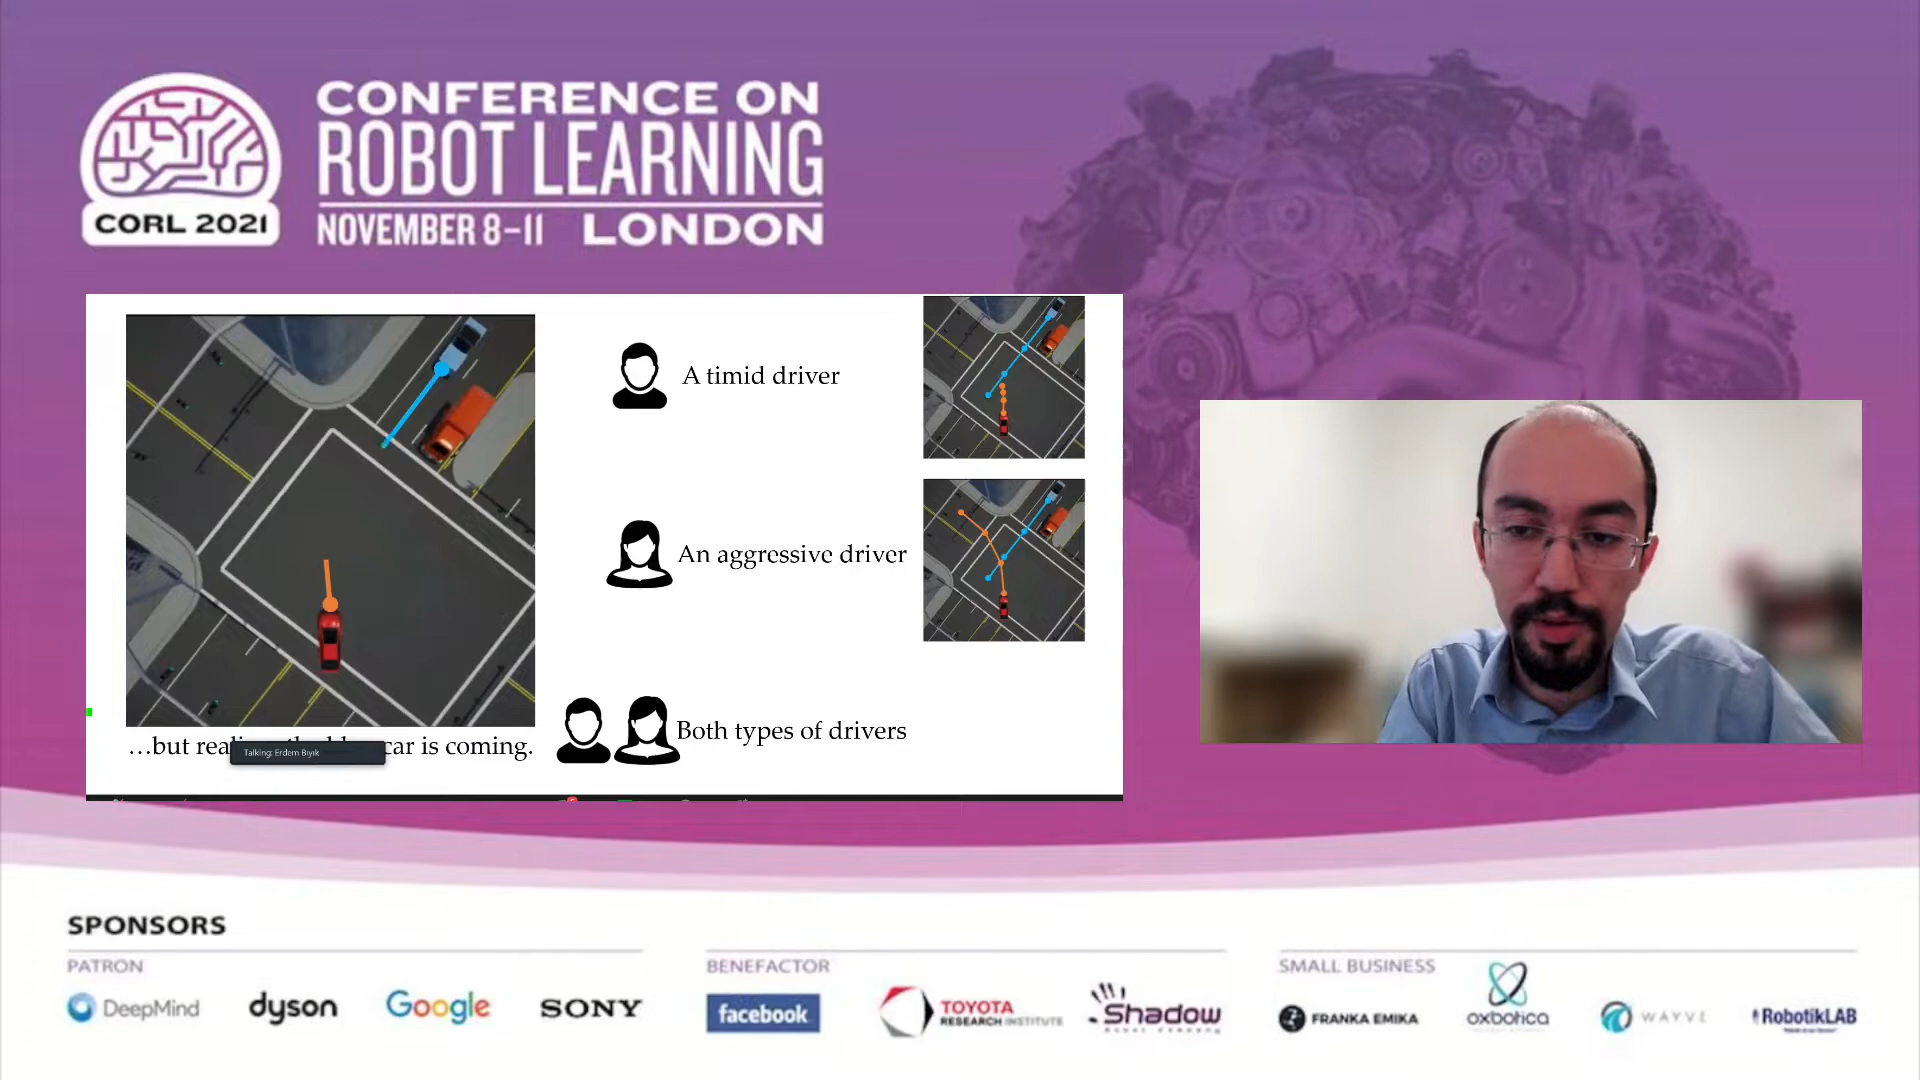 CONFERENCE ON
ROBOT LEARNING
NOVEMBER 8–11 LONDON
CORL 2021
A timid driver
An aggressive driver
Both types of drivers
…but car is coming.
Talking: Erdem Bıyık
SPONSORS
PATRON
DeepMind
dyson
Google
SONY
BENEFACTOR
facebook
TOYOTA
RESEARCH INSTITUTE
Shadow
SMALL BUSINESS
FRANKA EMIKA
oxbotica
WAYVE
RobotikLAB